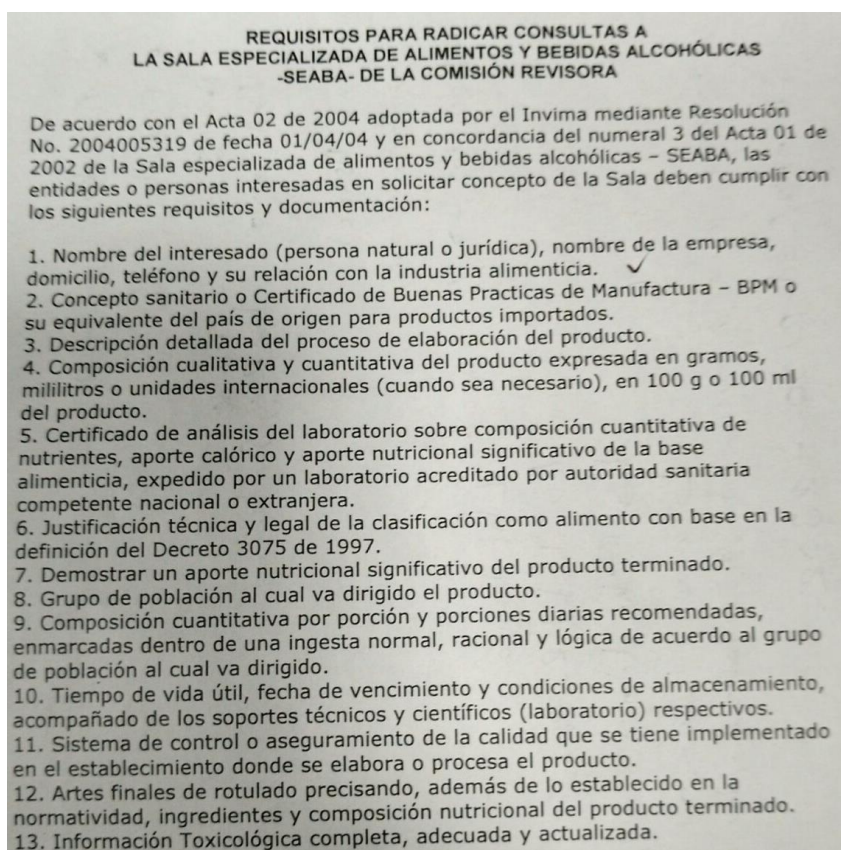 REQUISITOS PARA RADICAR CONSULTAS A
LA SALA ESPECIALIZADA DE ALIMENTOS Y BEBIDAS ALCOHÓLICAS
-SEABA- DE LA COMISIÓN REVISORA
De acuerdo con el Acta 02 de 2004 adoptada por el Invima mediante Resolución
No. 2004005319 de fecha 01/04/04 y en concordancia del numeral 3 del Acta 01 de
2002 de la Sala especializada de alimentos y bebidas alcohólicas – SEABA, las
entidades o personas interesadas en solicitar concepto de la Sala deben cumplir con
los siguientes requisitos y documentación:
1. Nombre del interesado (persona natural o jurídica), nombre de la empresa,
domicilio, teléfono y su relación con la industria alimenticia. ✓
2. Concepto sanitario o Certificado de Buenas Practicas de Manufactura – BPM o
su equivalente del país de origen para productos importados.
3. Descripción detallada del proceso de elaboración del producto.
4. Composición cualitativa y cuantitativa del producto expresada en gramos,
mililitros o unidades internacionales (cuando sea necesario), en 100 g o 100 ml
del producto.
5. Certificado de análisis del laboratorio sobre composición cuantitativa de
nutrientes, aporte calórico y aporte nutricional significativo de la base
alimenticia, expedido por un laboratorio acreditado por autoridad sanitaria
competente nacional o extranjera.
6. Justificación técnica y legal de la clasificación como alimento con base en la
definición del Decreto 3075 de 1997.
7. Demostrar un aporte nutricional significativo del producto terminado.
8. Grupo de población al cual va dirigido el producto.
9. Composición cuantitativa por porción y porciones diarias recomendadas,
enmarcadas dentro de una ingesta normal, racional y lógica de acuerdo al grupo
de población al cual va dirigido.
10. Tiempo de vida útil, fecha de vencimiento y condiciones de almacenamiento,
acompañado de los soportes técnicos y científicos (laboratorio) respectivos.
11. Sistema de control o aseguramiento de la calidad que se tiene implementado
en el establecimiento donde se elabora o procesa el producto.
12. Artes finales de rotulado precisando, además de lo establecido en la
normatividad, ingredientes y composición nutricional del producto terminado.
13. Información Toxicológica completa, adecuada y actualizada.